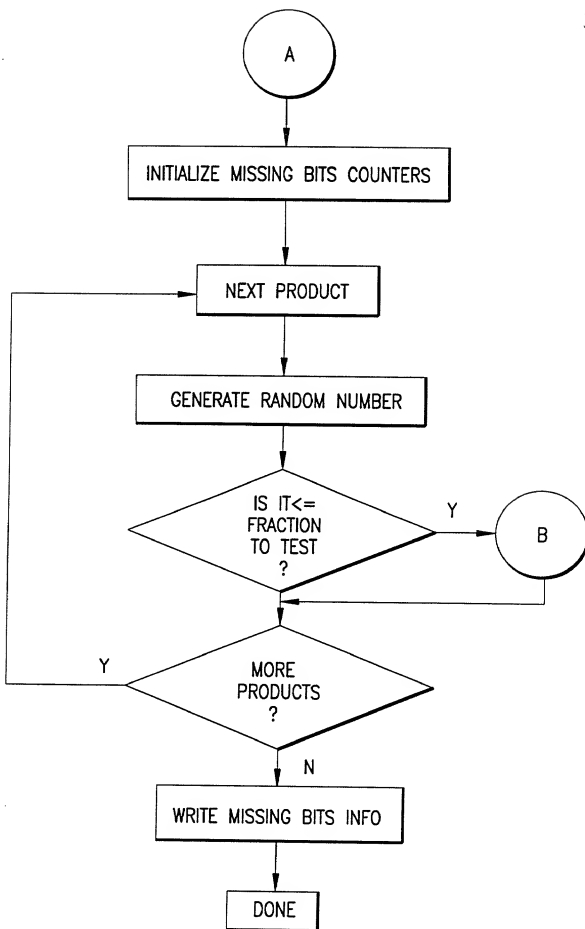 A
INITIALIZE MISSING BITS COUNTERS
NEXT PRODUCT
GENERATE RANDOM NUMBER
IS IT<=
FRACTION
TO TEST
?
Y
B
Y
MORE
PRODUCTS
?
N
WRITE MISSING BITS INFO
DONE